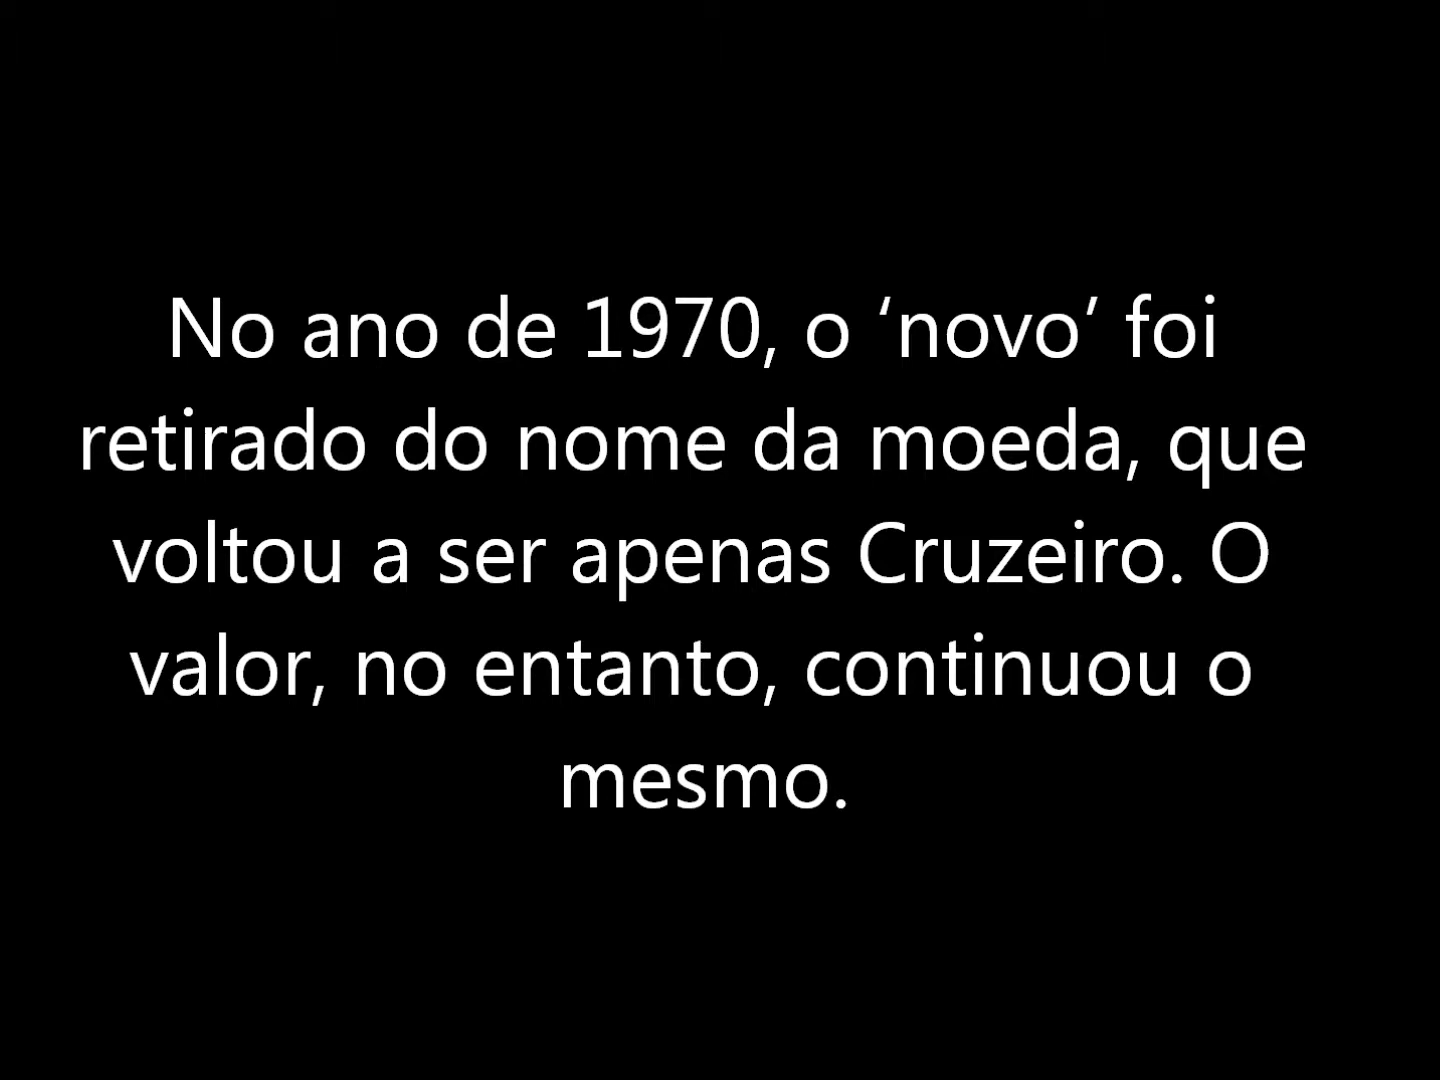 No ano de 1970, o ‘novo’ foi
retirado do nome da moeda, que
voltou a ser apenas Cruzeiro. O
valor, no entanto, continuou o
mesmo.